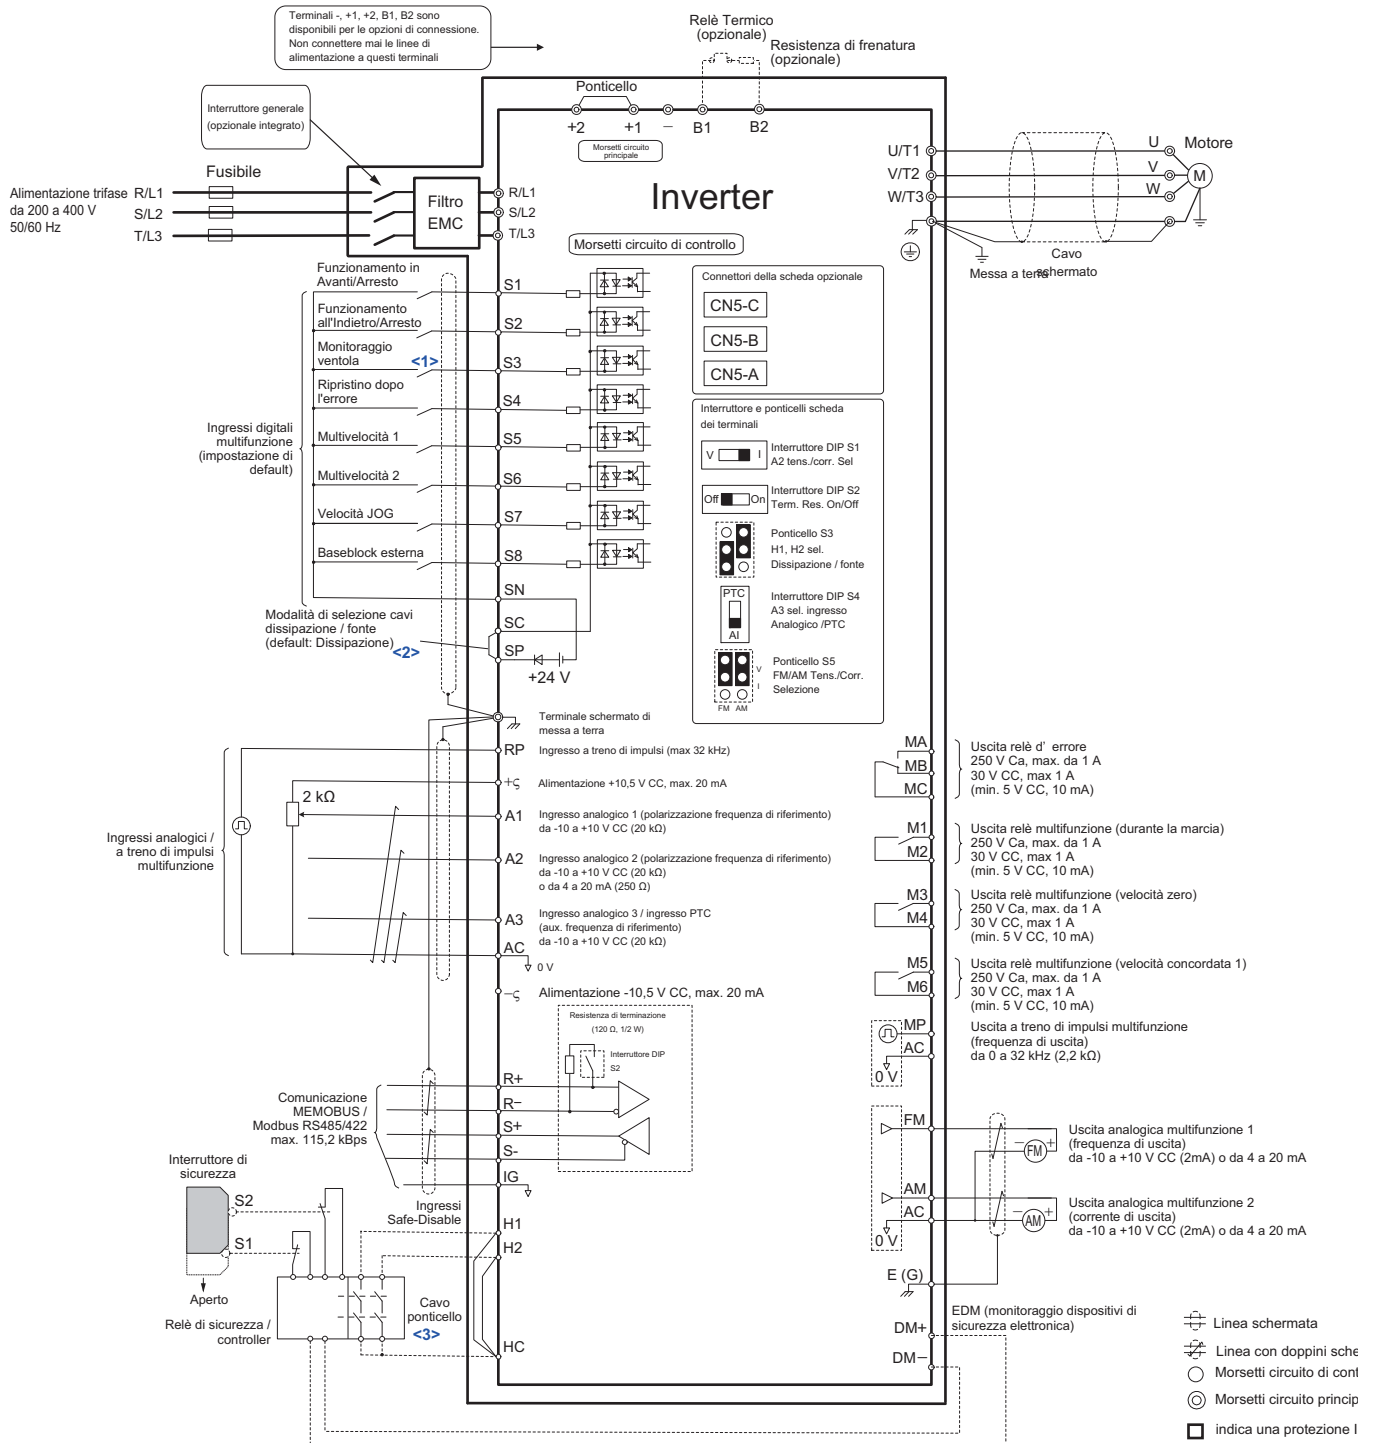 Terminali -, +1, +2, B1, B2 sono
disponibili per le opzioni di connessione.
Non connettere mai le linee di
alimentazione a questi terminali
Relè Termico
(opzionale)
Resistenza di frenatura
(opzionale)
Interruttore generale
(opzionale integrato)
Ponticello
+2
+1
−
B1
B2
Morsetti circuito
principale
Fusibile
Alimentazione trifase
da 200 a 400 V
50/60 Hz
R/L1
S/L2
T/L3
Filtro
EMC
R/L1
S/L2
T/L3
Inverter
U/T1
V/T2
W/T3
U
V
W
Motore
M
Messa a terra
Cavo
schermato
Morsetti circuito di controllo
Funzionamento in
Avanti/Arresto
Funzionamento
all'Indietro/Arresto
Monitoraggio
ventola
<1>
Ripristino dopo
l'errore
Multivelocità 1
Multivelocità 2
Velocità JOG
Baseblock esterna
Ingressi digitali
multifunzione
(impostazione di
default)
S1
S2
S3
S4
S5
S6
S7
S8
SN
SC
SP
+24 V
Modalità di selezione cavi
dissipazione / fonte
(default: Dissipazione)
<2>
Connettori della scheda opzionale
CN5-C
CN5-B
CN5-A
Interruttore e ponticelli scheda
dei terminali
V
I
Interruttore DIP S1
A2 tens./corr. Sel
Off
On
Interruttore DIP S2
Term. Res. On/Off
Ponticello S3
H1, H2 sel.
Dissipazione / fonte
PTC
AI
Interruttore DIP S4
A3 sel. ingresso
Analogico /PTC
V
I
FM AM
Ponticello S5
FM/AM Tens./Corr.
Selezione
Terminale schermato di
messa a terra
RP
Ingresso a treno di impulsi (max 32 kHz)
+ς
Alimentazione +10,5 V CC, max. 20 mA
2 kΩ
A1
Ingresso analogico 1 (polarizzazione frequenza di riferimento)
da -10 a +10 V CC (20 kΩ)
A2
Ingresso analogico 2 (polarizzazione frequenza di riferimento)
da -10 a +10 V CC (20 kΩ)
o da 4 a 20 mA (250 Ω)
A3
Ingresso analogico 3 / ingresso PTC
(aux. frequenza di riferimento)
da -10 a +10 V CC (20 kΩ)
AC
0 V
−ς
Alimentazione -10,5 V CC, max. 20 mA
Ingressi analogici /
a treno di impulsi
multifunzione
Resistenza di terminazione
(120 Ω, 1/2 W)
Interruttore DIP
S2
R+
R−
S+
S-
IG
Comunicazione
MEMOBUS /
Modbus RS485/422
max. 115,2 kBps
Interruttore di
sicurezza
S2
S1
Aperto
Relè di sicurezza /
controller
Ingressi
Safe-Disable
H1
H2
HC
Cavo
ponticello
<3>
MA
MB
MC
Uscita relè d' errore
250 V Ca, max. da 1 A
30 V CC, max 1 A
(min. 5 V CC, 10 mA)
M1
M2
Uscita relè multifunzione (durante la marcia)
250 V Ca, max. da 1 A
30 V CC, max 1 A
(min. 5 V CC, 10 mA)
M3
M4
Uscita relè multifunzione (velocità zero)
250 V Ca, max. da 1 A
30 V CC, max 1 A
(min. 5 V CC, 10 mA)
M5
M6
Uscita relè multifunzione (velocità concordata 1)
250 V Ca, max. da 1 A
30 V CC, max 1 A
(min. 5 V CC, 10 mA)
MP
AC
0 V
Uscita a treno di impulsi multifunzione
(frequenza di uscita)
da 0 a 32 kHz (2,2 kΩ)
FM
− FM +
Uscita analogica multifunzione 1
(frequenza di uscita)
da -10 a +10 V CC (2mA) o da 4 a 20 mA
AM
AC
0 V
− AM +
Uscita analogica multifunzione 2
(corrente di uscita)
da -10 a +10 V CC (2mA) o da 4 a 20 mA
E (G)
DM+
DM−
EDM (monitoraggio dispositivi di
sicurezza elettronica)
Linea schermata
Linea con doppini sche
Morsetti circuito di cont
Morsetti circuito princip
indica una protezione I